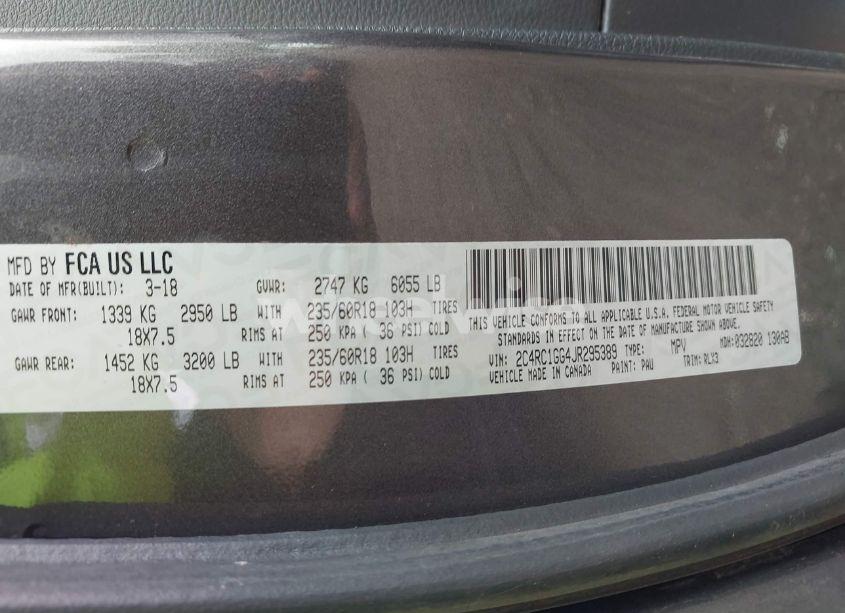 MFD BY FCA US LLC
DATE OF MFR(BUILT): 3-18 GVWR: 2747 KG 6055 LB
GAWR FRONT: 1339 KG 2950 LB WITH 235/60R18 103H TIRES
18X7.5 RIMS AT 250 KPA ( 36 PSI) COLD
GAWR REAR: 1452 KG 3200 LB WITH 235/60R18 103H TIRES
18X7.5 RIMS AT 250 KPA ( 36 PSI) COLD
THIS VEHICLE CONFORMS TO ALL APPLICABLE U.S.A. FEDERAL MOTOR VEHICLE SAFETY
STANDARDS IN EFFECT ON THE DATE OF MANUFACTURE SHOWN ABOVE.
VIN: 2C4RC1GG4JR295389 TYPE: MPV MDH: 032820 130AB
VEHICLE MADE IN CANADA PAINT: PAU TRIM: RLX3